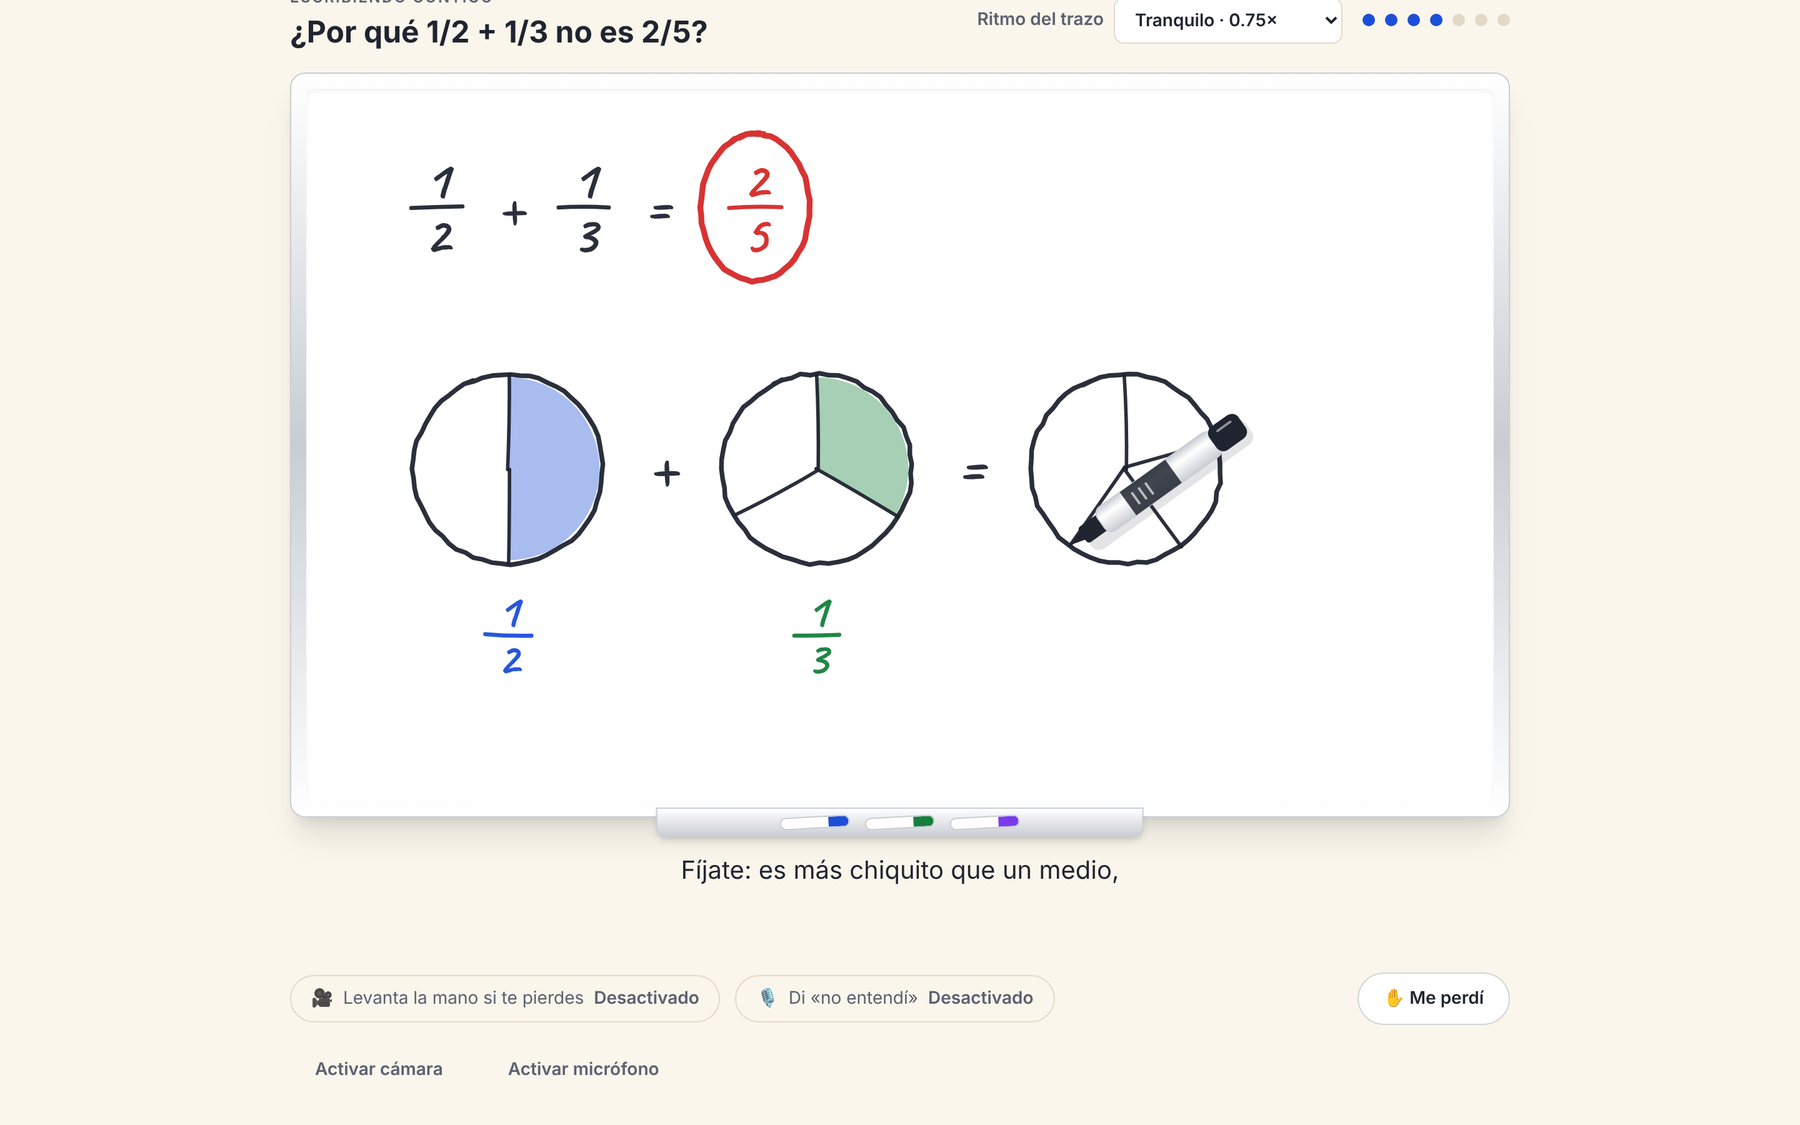 ESCRIBIENDO CONTIGO
¿Por qué 1/2 + 1/3 no es 2/5?
Ritmo del trazo
Tranquilo · 0.75×
1/2 + 1/3 = 2/5
+ =
1/2
1/3
Fíjate: es más chiquito que un medio,
Levanta la mano si te pierdes Desactivado
Di «no entendí» Desactivado
Me perdí
Activar cámara
Activar micrófono